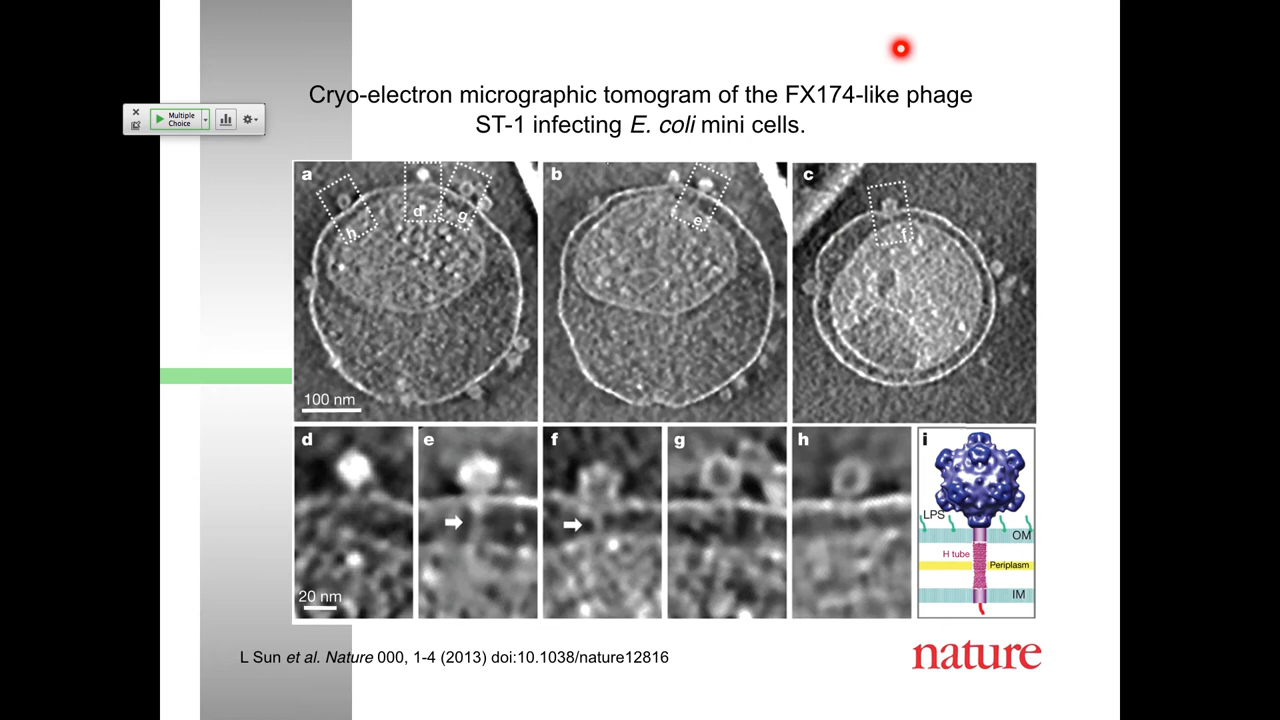 Cryo-electron micrographic tomogram of the FX174-like phage
ST-1 infecting E. coli mini cells.
Multiple
Choice
a
h
d
g
100 nm
b
e
c
f
d
20 nm
e
f
g
h
i
LPS
OM
H tube
Periplasm
IM
L Sun et al. Nature 000, 1-4 (2013) doi:10.1038/nature12816
nature